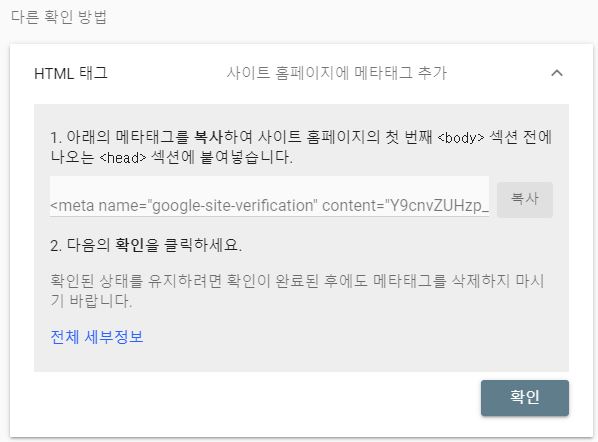 다른 확인 방법
HTML 태그 사이트 홈페이지에 메타태그 추가
1. 아래의 메타태그를 복사하여 사이트 홈페이지의 첫 번째 <body> 섹션 전에
나오는 <head> 섹션에 붙여넣습니다.
<meta name="google-site-verification" content="Y9cnvZUHzp_ 복사
2. 다음의 확인을 클릭하세요.
확인된 상태를 유지하려면 확인이 완료된 후에도 메타태그를 삭제하지 마시
기 바랍니다.
전체 세부정보
확인